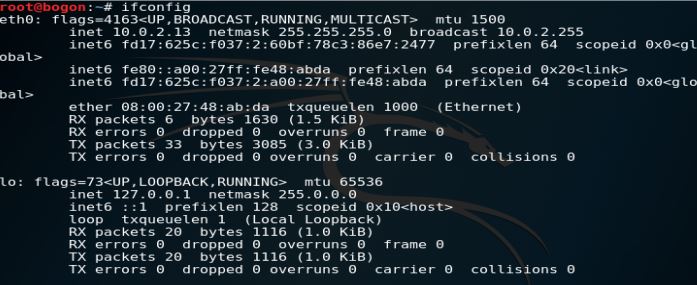 root@bogon:~# ifconfig
eth0: flags=4163<UP,BROADCAST,RUNNING,MULTICAST>  mtu 1500
        inet 10.0.2.13  netmask 255.255.255.0  broadcast 10.0.2.255
        inet6 fd17:625c:f037:2:60bf:78c3:86e7:2477  prefixlen 64  scopeid 0x0<gl
obal>
        inet6 fe80::a00:27ff:fe48:abda  prefixlen 64  scopeid 0x20<link>
        inet6 fd17:625c:f037:2:a00:27ff:fe48:abda  prefixlen 64  scopeid 0x0<glo
bal>
        ether 08:00:27:48:ab:da  txqueuelen 1000  (Ethernet)
        RX packets 6  bytes 1630 (1.5 KiB)
        RX errors 0  dropped 0  overruns 0  frame 0
        TX packets 33  bytes 3085 (3.0 KiB)
        TX errors 0  dropped 0 overruns 0  carrier 0  collisions 0
lo: flags=73<UP,LOOPBACK,RUNNING>  mtu 65536
        inet 127.0.0.1  netmask 255.0.0.0
        inet6 ::1  prefixlen 128  scopeid 0x10<host>
        loop  txqueuelen 1  (Local Loopback)
        RX packets 20  bytes 1116 (1.0 KiB)
        RX errors 0  dropped 0  overruns 0  frame 0
        TX packets 20  bytes 1116 (1.0 KiB)
        TX errors 0  dropped 0 overruns 0  carrier 0  collisions 0